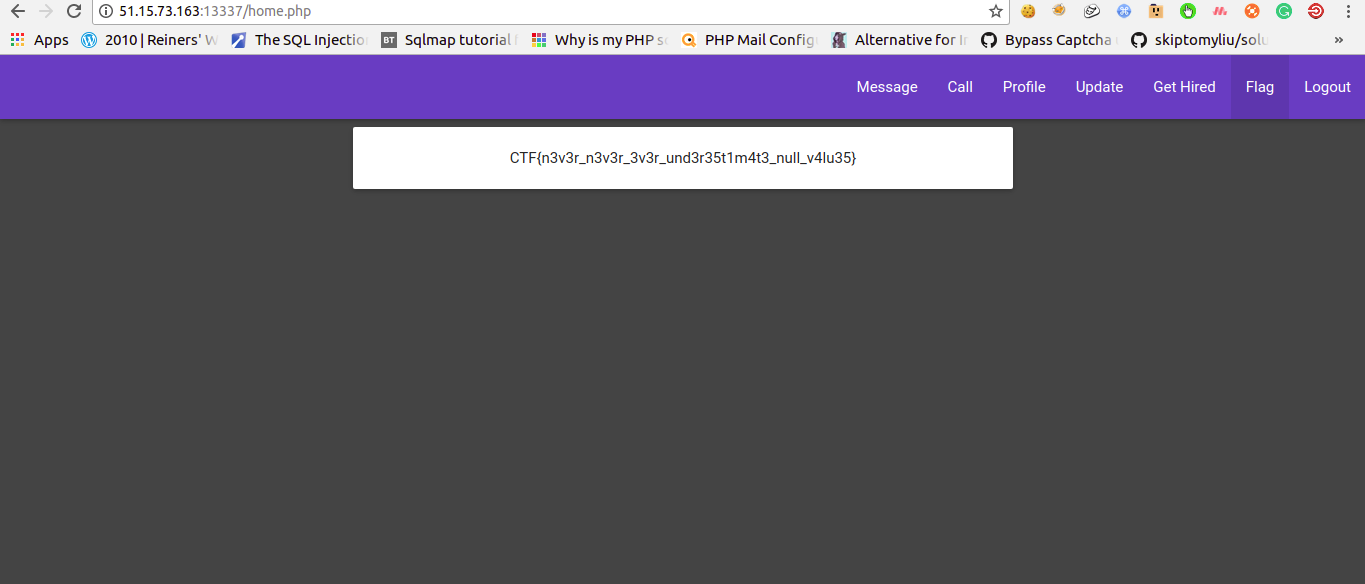 51.15.73.163:13337/home.php
Apps 2010 | Reiners' W The SQL Injectio BT Sqlmap tutorial Why is my PHP sc PHP Mail Config Alternative for I Bypass Captcha skiptomyliu/solu »
Message Call Profile Update Get Hired Flag Logout
CTF{n3v3r_n3v3r_3v3r_und3r35t1m4t3_null_v4lu35}